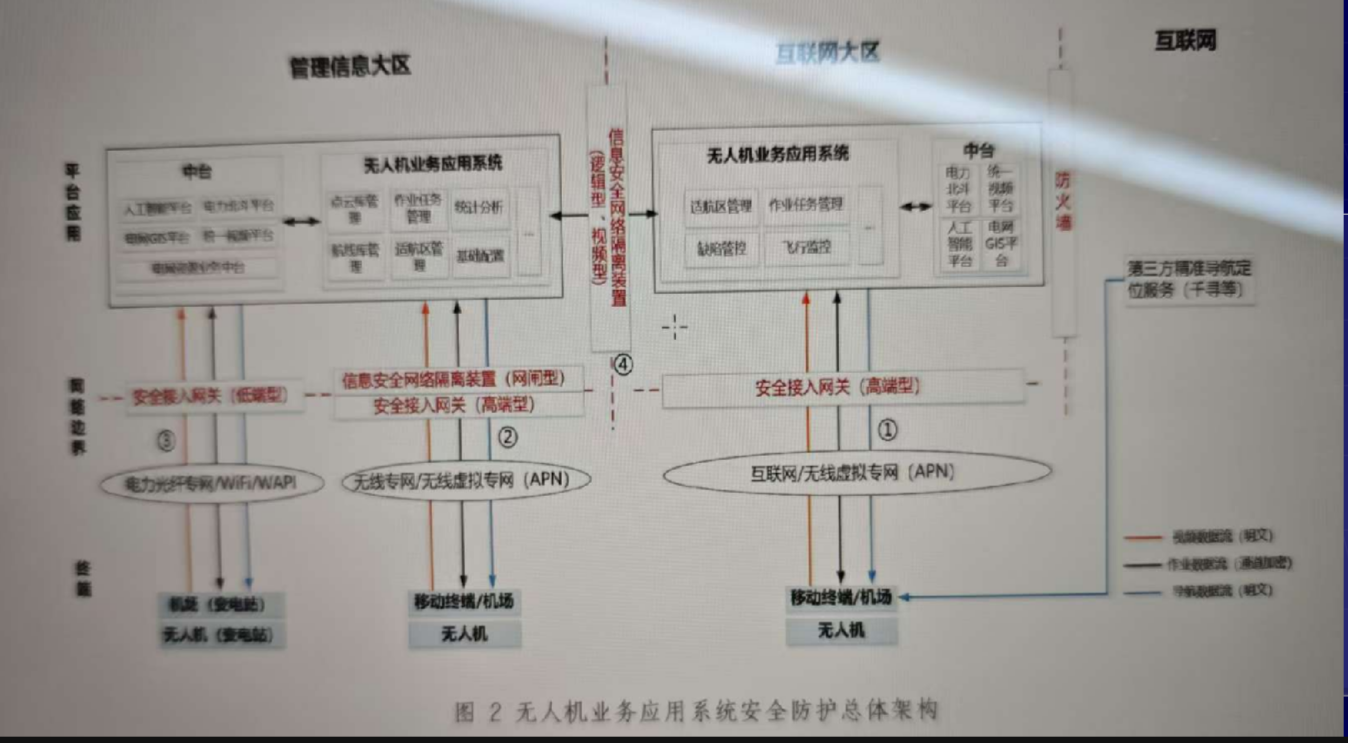 管理信息大区
互联网大区
互联网
平台应用
中台
人工智能平台 电力北斗平台
电网GIS平台 统一视频平台
电网资源业务中台
无人机业务应用系统
点云库管理
作业任务管理
统计分析
...
航线库管理
适航区管理
基础配置
信息安全网络隔离装置
（逻辑型、视频型）
无人机业务应用系统
适航区管理
作业任务管理
...
缺陷管控
飞行监控
中台
电力北斗平台
统一视频平台
人工智能平台
电网GIS平台
防火墙
第三方精准导航定
位服务（千寻等）
网络边界
安全接入网关（低端型）
信息安全网络隔离装置（网闸型）
安全接入网关（高端型）
④
安全接入网关（高端型）
③
②
①
电力光纤专网/WiFi/WAPI
无线专网/无线虚拟专网（APN）
互联网/无线虚拟专网（APN）
终端
机场（变电站）
无人机（变电站）
移动终端/机场
无人机
移动终端/机场
无人机
视频数据流（明文）
作业数据流（通道加密）
导航数据流（明文）
图 2 无人机业务应用系统安全防护总体架构